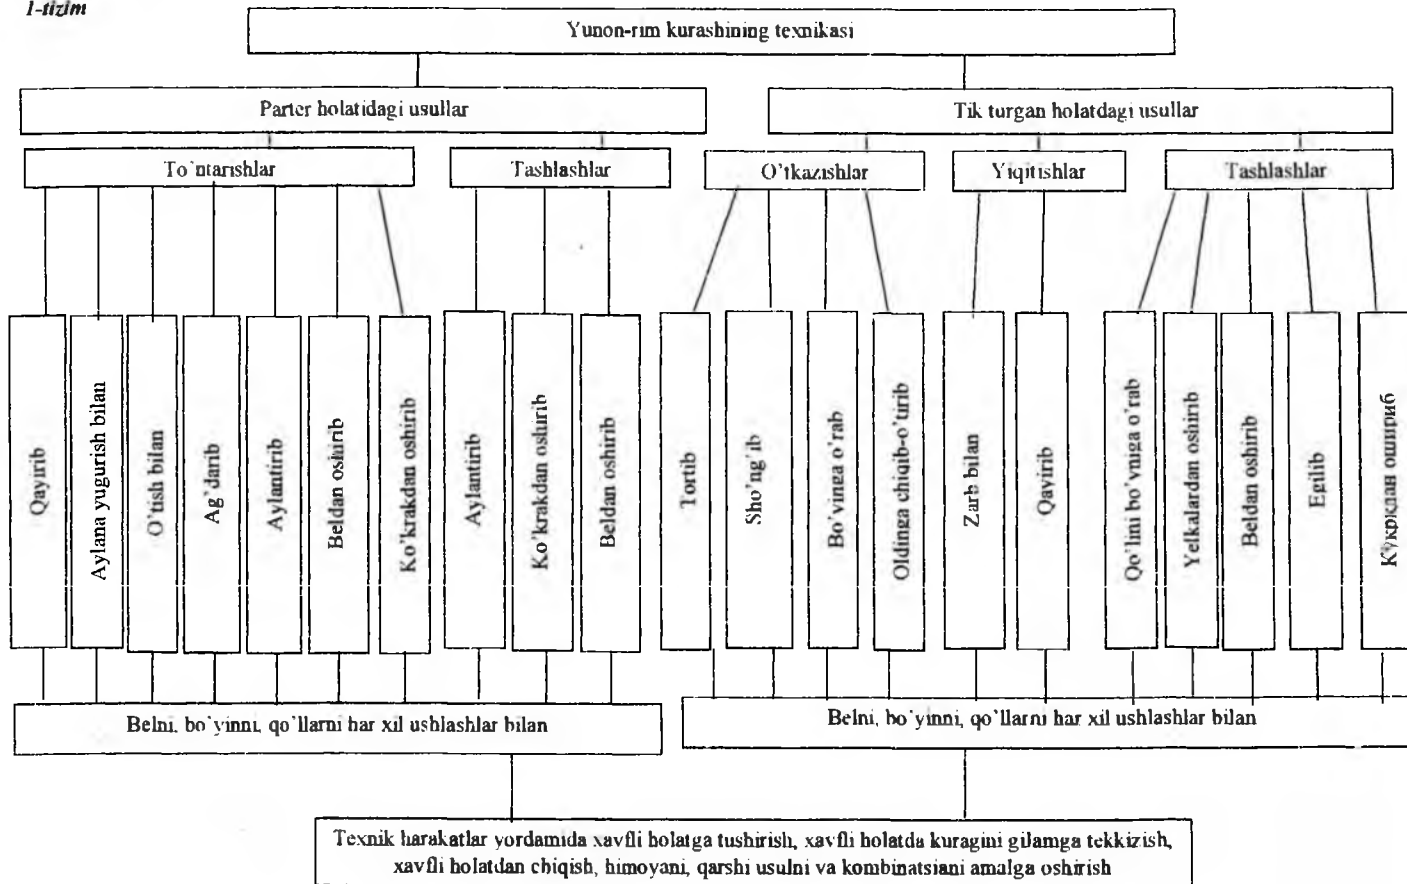 1-tizim
Yunon-rim kurashining texnikasi
Parter holatidagi usullar
Tik turgan holatdagi usullar
To`ntarishlar
Tashlashlar
O'tkazishlar
Yiqitishlar
Tashlashlar
Qayirib
Aylana yugurish bilan
O'tish bilan
Ag'darib
Aylantirib
Beldan oshirib
Ko'krakdan oshirib
Aylantirib
Ko'krakdan oshirib
Beldan oshirib
Tortib
Sho'ng'ib
Bo'yinga o'rab
Oldinga chiqib-o'tirib
Zarb bilan
Qayirib
Qo'lini bo'yniga o'rab
Yelkalardan oshirib
Beldan oshirib
Egilib
Кўкрқдан ошириб
Belni, bo`yinni, qo`llarni har xil ushlashlar bilan
Belni, bo`yinni, qo`llarni har xil ushlashlar bilan
Texnik harakatlar yordamida xavfli holatga tushirish, xavfli holatda kuragini gilamga tekkizish,
xavfli holatdan chiqish, himoyani, qarshi usulni va kombinatsiani amalga oshirish